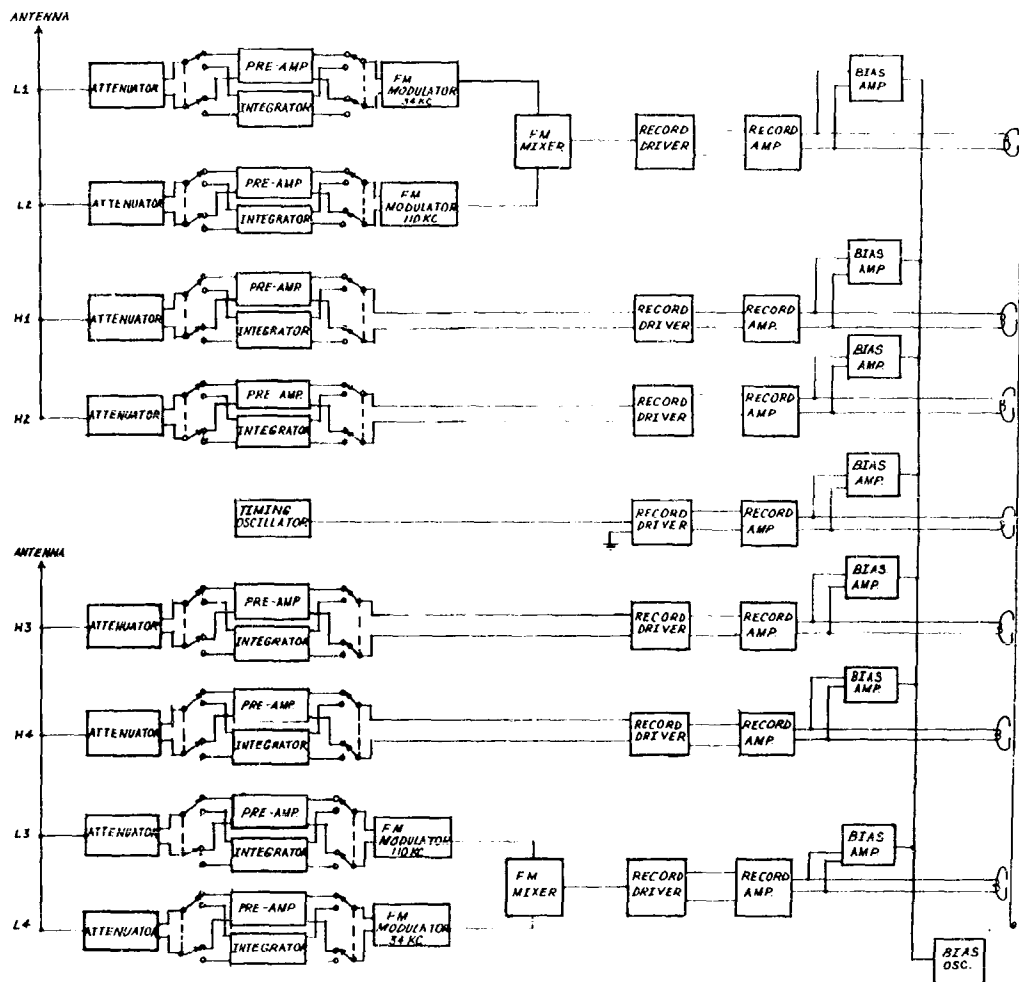 ANTENNA
L1
ATTENUATOR
PRE-AMP
INTEGRATOR
FM
MODULATOR
34 KC
FM
MIXER
RECORD
DRIVER
RECORD
AMP
BIAS
AMP
L2
ATTENUATOR
PRE-AMP
INTEGRATOR
FM
MODULATOR
110 KC
H1
ATTENUATOR
PRE-AMP
INTEGRATOR
RECORD
DRIVER
RECORD
AMP.
BIAS
AMP
H2
ATTENUATOR
PRE AMP.
INTEGRATOR
RECORD
DRIVER
RECORD
AMP
BIAS
AMP.
TIMING
OSCILLATOR
RECORD
DRIVER
RECORD
AMP
BIAS
AMP.
ANTENNA
H3
ATTENUATOR
PRE-AMP
INTEGRATOR
RECORD
DRIVER
RECORD
AMP.
BIAS
AMP.
H4
ATTENUATOR
PRE-AMP
INTEGRATOR
RECORD
DRIVER
RECORD
AMP.
BIAS
AMP.
L3
ATTENUATOR
PRE-AMP.
INTEGRATOR
FM
MODULATOR
110 KC
FM
MIXER
RECORD
DRIVER
RECORD
AMP.
BIAS
AMP
L4
ATTENUATOR
PRE-AMP
INTEGRATOR
FM
MODULATOR
34 KC
BIAS
OSC.